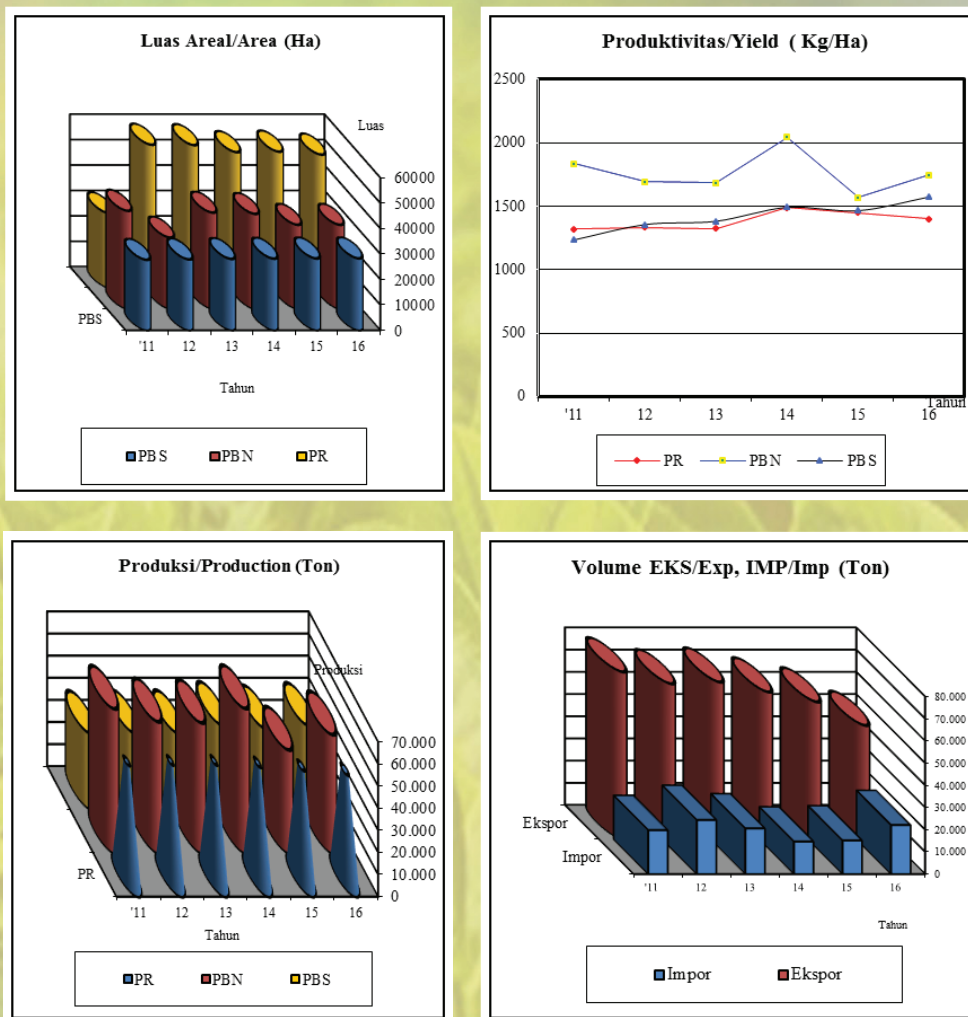 Luas Areal/Area (Ha)
Luas
60000
50000
40000
30000
20000
10000
0
PBS
'11 12 13 14 15 16
Tahun
PBS PBN PR
Produktivitas/Yield ( Kg/Ha)
2500
2000
1500
1000
500
0
Tahun
'11 12 13 14 15 16
PR PBN PBS
Produksi/Production (Ton)
Produksi
70.000
60.000
50.000
40.000
30.000
20.000
10.000
0
PR
'11 12 13 14 15 16
Tahun
PR PBN PBS
Volume EKS/Exp, IMP/Imp (Ton)
80.000
70.000
60.000
50.000
40.000
30.000
20.000
10.000
0
Ekspor
Impor
'11 12 13 14 15 16
Tahun
Impor Ekspor